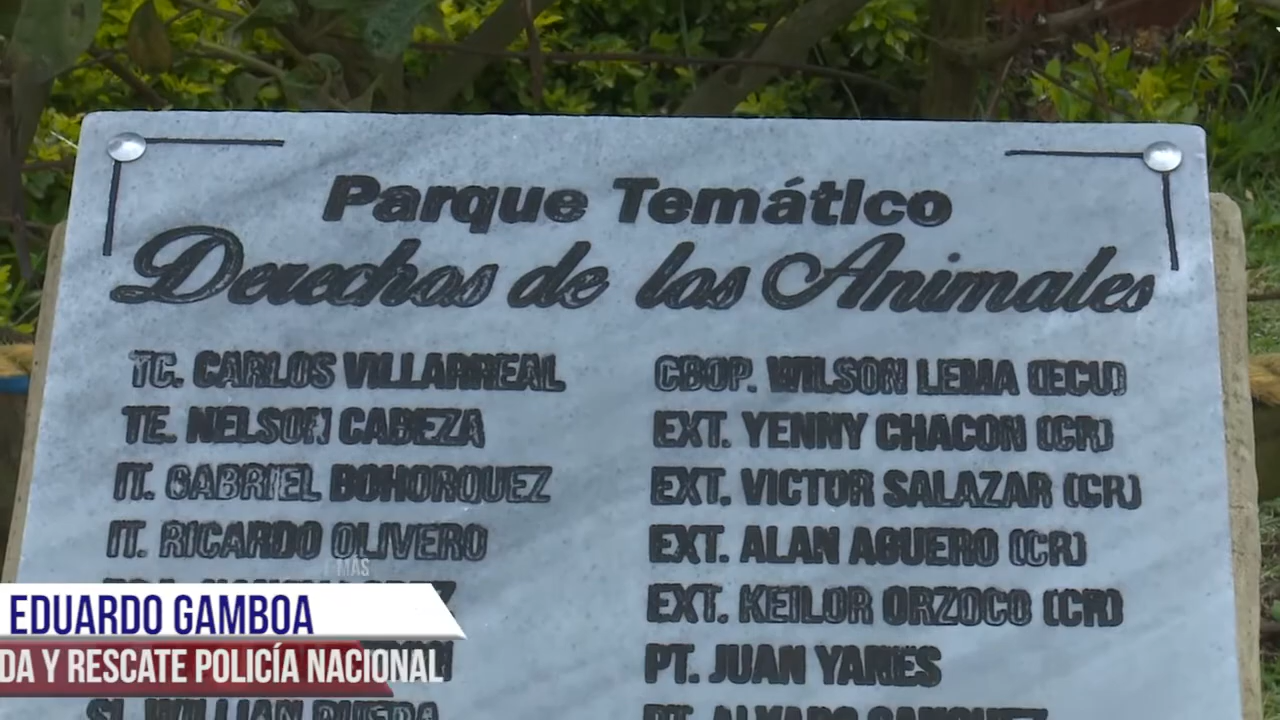 Parque Temático
Derechos de los Animales
TC. CARLOS VILLARREAL
TE. NELSON CABEZA
IT. GABRIEL BOHORQUEZ
IT. RICARDO OLIVERO
CBOP. WILSON LEMA (ECU)
EXT. YENNY CHACON (CR)
EXT. VICTOR SALAZAR (CR)
EXT. ALAN AGUERO (CR)
EXT. KEILOR ORZOCO (CR)
PT. JUAN YARES
MÁS
EDUARDO GAMBOA
DA Y RESCATE POLICÍA NACIONAL